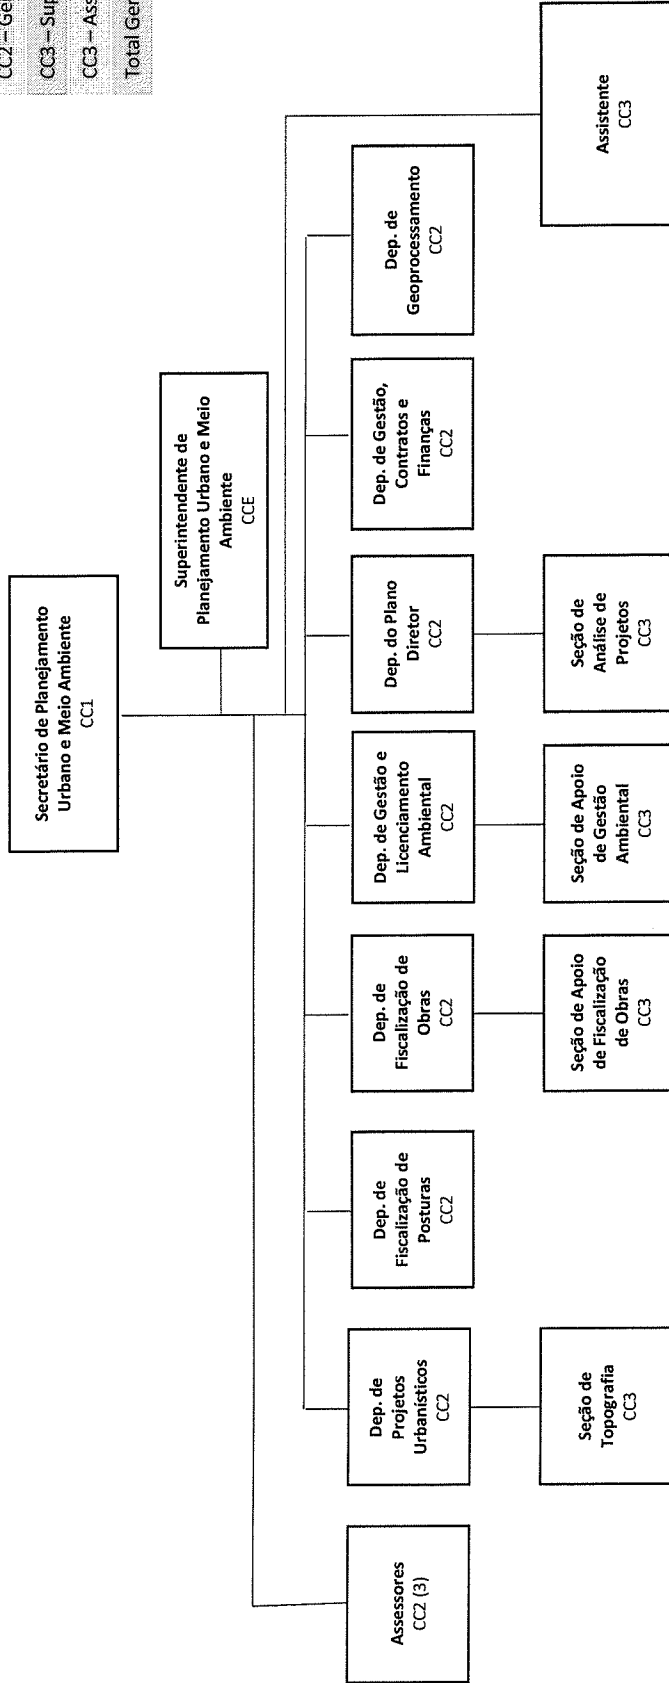 CC2 –
CC3 –
CC3 –
Total
Secretário de Planejamento
Urbano e Meio Ambiente
CC1
Superintendente de
Planejamento Urbano e Meio
Ambiente
CCE
Assessores
CC2 (3)
Dep. de
Projetos
Urbanísticos
CC2
Dep. de
Fiscalização de
Posturas
CC2
Dep. de
Fiscalização de
Obras
CC2
Dep. de Gestão e
Licenciamento
Ambiental
CC2
Dep. do Plano
Diretor
CC2
Dep. de Gestão,
Contratos e
Finanças
CC2
Dep. de
Geoprocessamento
CC2
Seção de
Topografia
CC3
Seção de Apoio
de Fiscalização
de Obras
CC3
Seção de Apoio
de Gestão
Ambiental
CC3
Seção de
Análise de
Projetos
CC3
Assistente
CC3